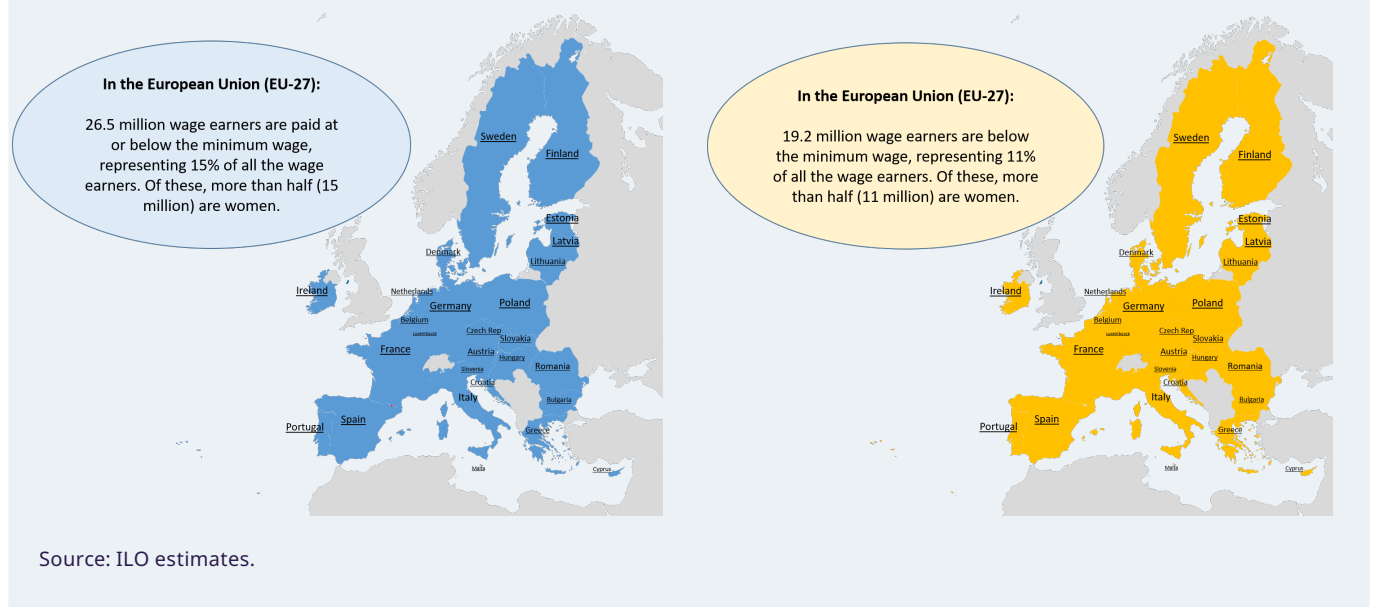 In the European Union (EU-27):
26.5 million wage earners are paid at
or below the minimum wage,
representing 15% of all the wage
earners. Of these, more than half (15
million) are women.
Sweden
Finland
Estonia
Latvia
Denmark
Lithuania
Ireland
Netherlands
Germany
Poland
Belgium
Luxembourg
Czech Rep
Slovakia
France
Austria
Hungary
Slovenia
Romania
Croatia
Italy
Bulgaria
Spain
Portugal
Greece
Malta
Cyprus
In the European Union (EU-27):
19.2 million wage earners are below
the minimum wage, representing 11%
of all the wage earners. Of these, more
than half (11 million) are women.
Sweden
Finland
Estonia
Latvia
Denmark
Lithuania
Ireland
Netherlands
Germany
Poland
Belgium
Luxembourg
Czech Rep
Slovakia
France
Austria
Hungary
Slovenia
Romania
Croatia
Italy
Bulgaria
Spain
Portugal
Greece
Malta
Cyprus
Source: ILO estimates.